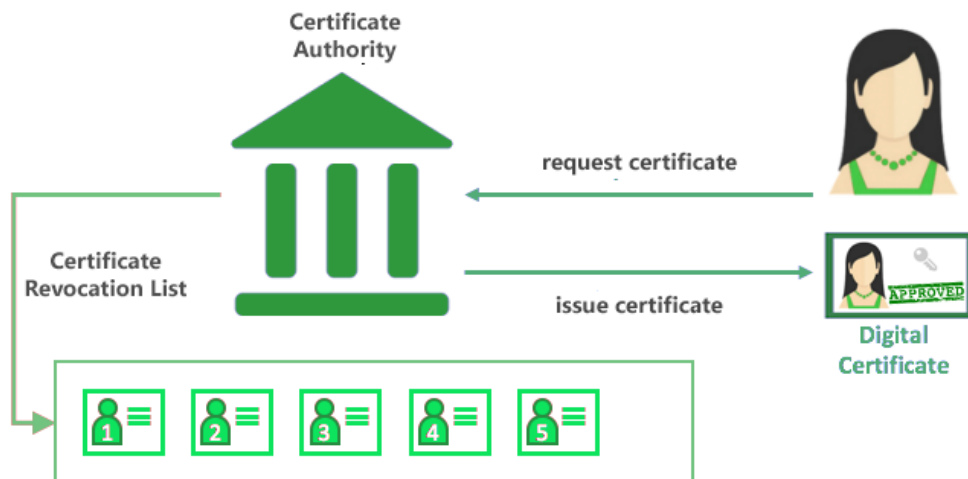 Certificate
Authority
request certificate
Certificate
Revocation List
issue certificate
APPROVED
Digital
Certificate
1 2 3 4 5